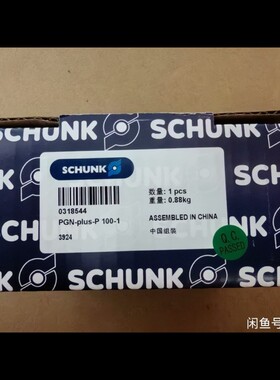 SCHUNK
SCHUNK
SCHUNK
0318544
PGN-plus-P 100-1
3924
数量: 1 pcs
重量: 0.88kg
ASSEMBLED IN CHINA
中国组装
Q.C.
PASSED
SCHUNK
SCHUNK
闲鱼号